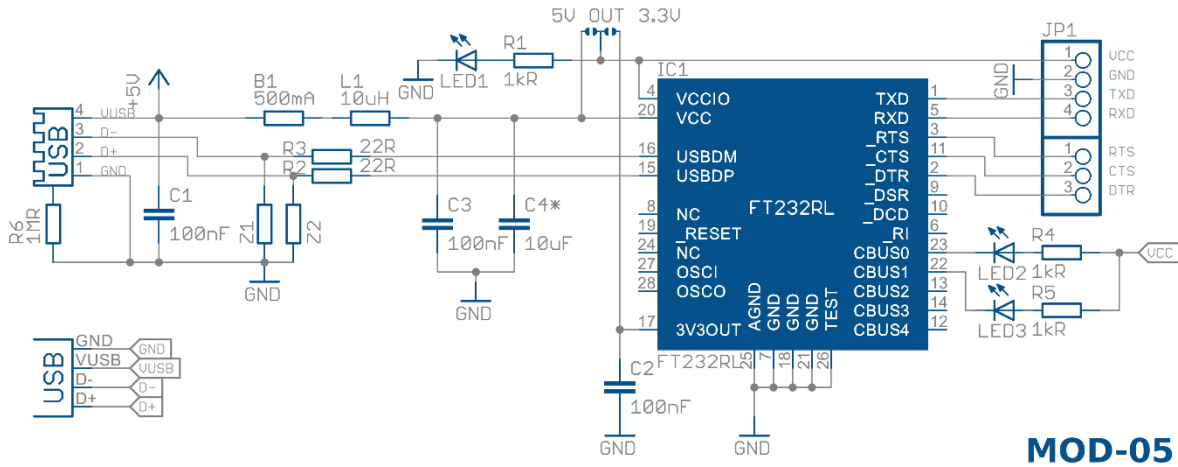 5V OUT 3.3V
JP1
+5V
B1
500mA
L1
10uH
LED1
R1
1kR
GND
IC1
USB
4 VUSB
3 D-
2 D+
1 GND
R6
1MR
C1
100nF
R3 22R
R2 22R
Z1
Z2
GND
C3
100nF
C4*
10uF
GND
4 VCCIO
20 VCC
16 USBDM
15 USBDP
8 NC
19 _RESET
24 NC
27 OSCI
28 OSCO
17 3V3OUT
FT232RL
TXD 1
RXD 5
_RTS 3
_CTS 11
_DTR 2
_DSR 9
_DCD 10
_RI 6
CBUS0 23
CBUS1 22
CBUS2 13
CBUS3 14
CBUS4 12
AGND 25
GND 7
GND 18
GND 21
TEST 26
FT232RL
GND
1 VCC
2 GND
3 TXD
4 RXD
1 RTS
2 CTS
3 DTR
GND
LED2
R4
1kR
VCC
LED3
R5
1kR
C2
100nF
GND
USB
GND GND
VUSB VUSB
D- D-
D+ D+
MOD-05